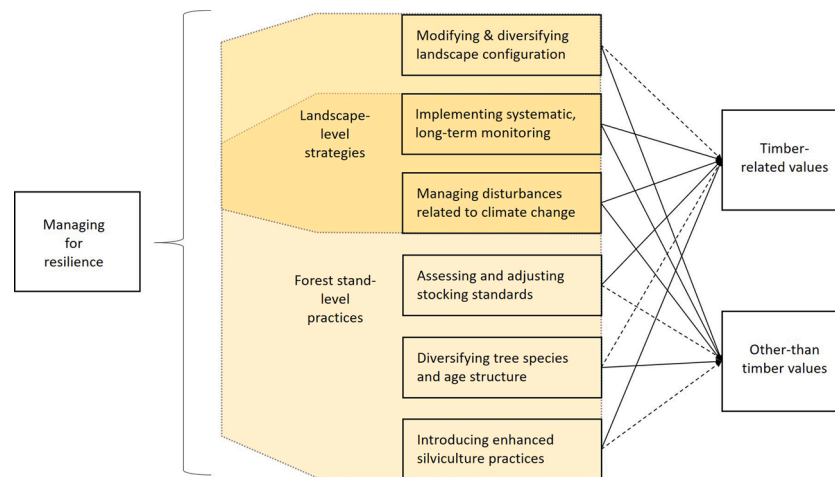 Managing
for
resilience
Landscape-
level
strategies
Forest stand-
level
practices
Modifying & diversifying
landscape configuration
Implementing systematic,
long-term monitoring
Managing disturbances
related to climate change
Assessing and adjusting
stocking standards
Diversifying tree species
and age structure
Introducing enhanced
silviculture practices
Timber-
related values
Other-than
timber values